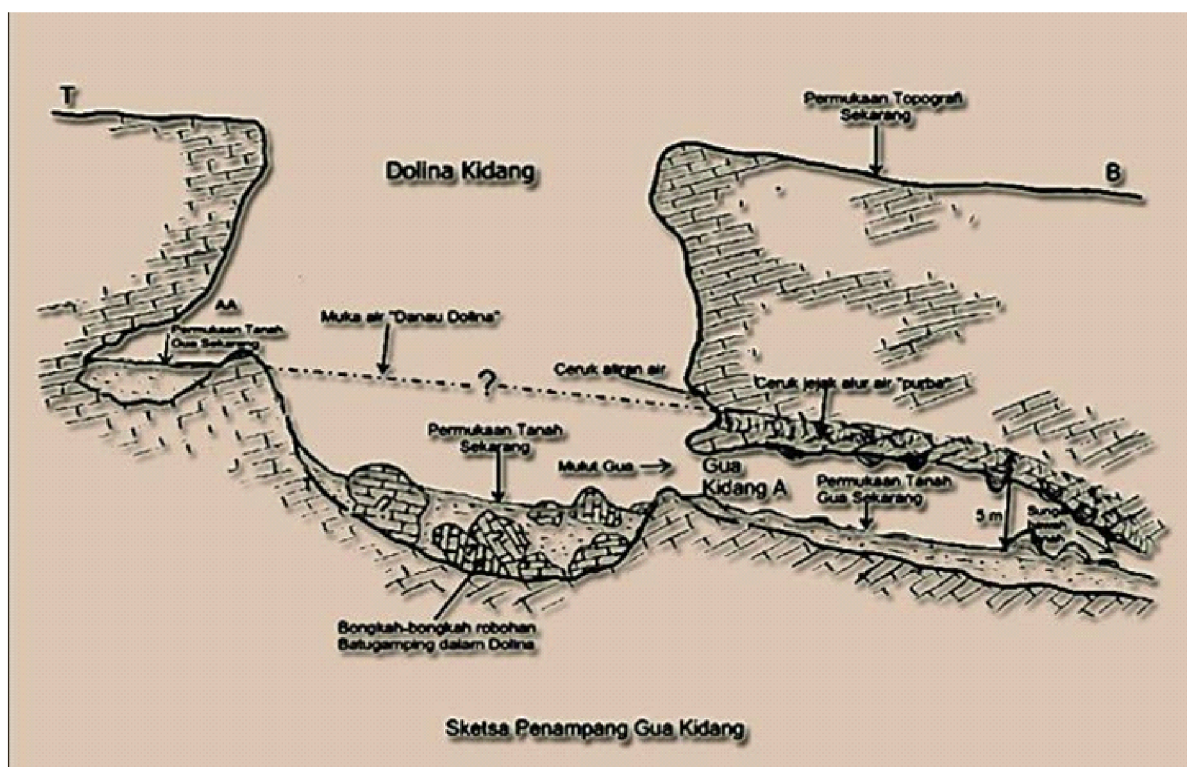 T
Permukaan Topografi
Sekarang
Dolina Kidang
B
AA
Permukaan Tanah
Gua Sekarang
Muka air "Danau Dolina"
?
Ceruk aliran air
Ceruk jejak alur air "purba"
Permukaan Tanah
Sekarang
Mulut Gua
Gua
Kidang A
Permukaan Tanah
Gua Sekarang
5 m
Bongkah-bongkah robohan
Batugamping dalam Dolina
Sketsa Penampang Gua Kidang